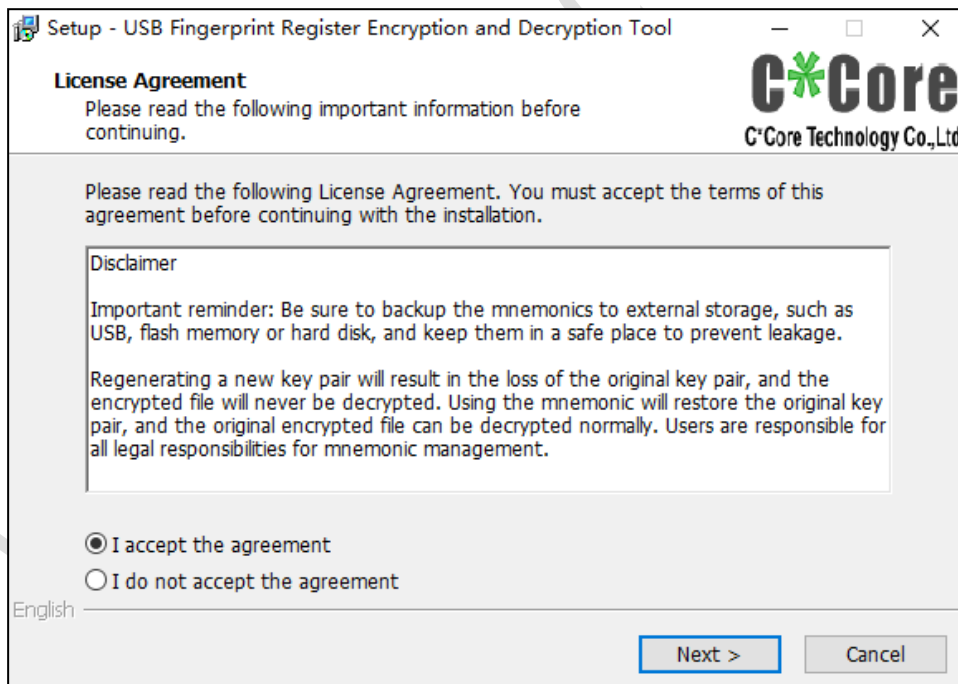 Setup - USB Fingerprint Register Encryption and Decryption Tool
License Agreement
Please read the following important information before
continuing.
C*Core
C*Core Technology Co.,Ltd
Please read the following License Agreement. You must accept the terms of this
agreement before continuing with the installation.
Disclaimer
Important reminder: Be sure to backup the mnemonics to external storage, such as
USB, flash memory or hard disk, and keep them in a safe place to prevent leakage.
Regenerating a new key pair will result in the loss of the original key pair, and the
encrypted file will never be decrypted. Using the mnemonic will restore the original key
pair, and the original encrypted file can be decrypted normally. Users are responsible for
all legal responsibilities for mnemonic management.
I accept the agreement
I do not accept the agreement
English
Next >
Cancel